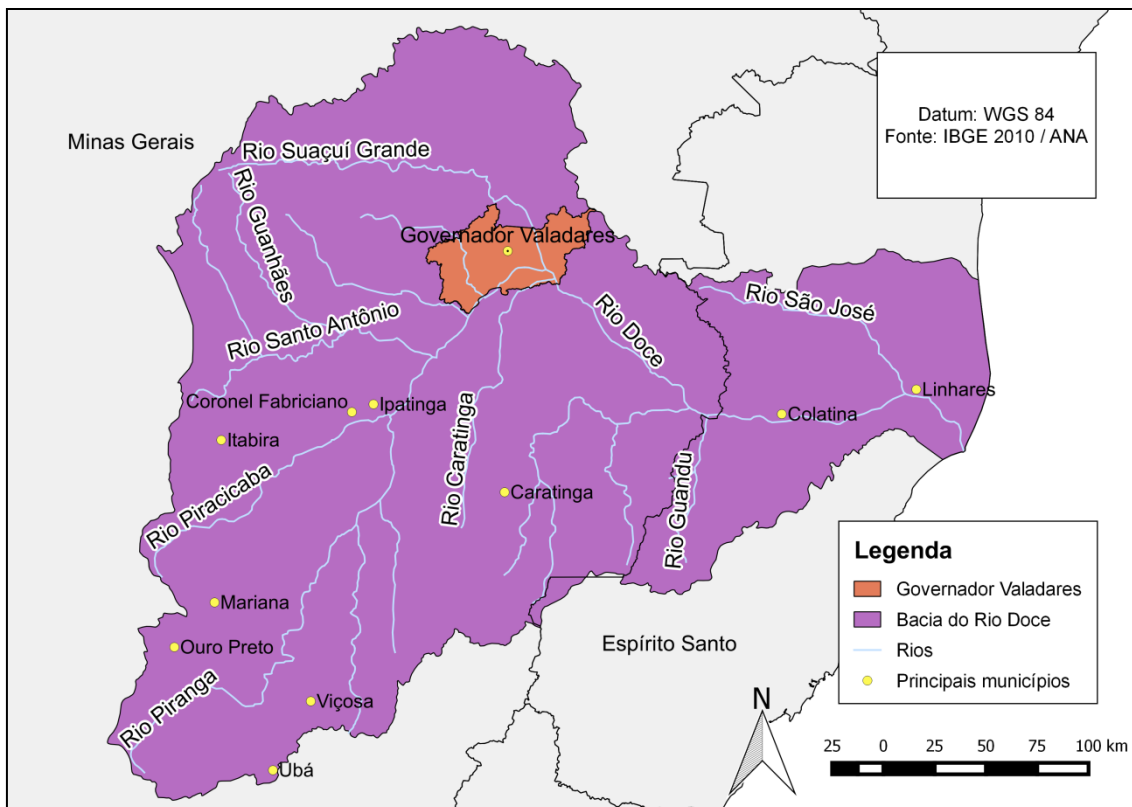 Minas Gerais
Datum: WGS 84
Fonte: IBGE 2010 / ANA
Rio Suaçuí Grande
Rio Guanhães
Governador Valadares
Rio São José
Rio Doce
Rio Santo Antônio
Linhares
Coronel Fabriciano
Ipatinga
Colatina
Itabira
Rio Caratinga
Rio Guandu
Caratinga
Rio Piracicaba
Legenda
Governador Valadares
Bacia do Rio Doce
Rios
Principais municípios
Mariana
Ouro Preto
Espírito Santo
Rio Piranga
Viçosa
N
Ubá
25 0 25 50 75 100 km